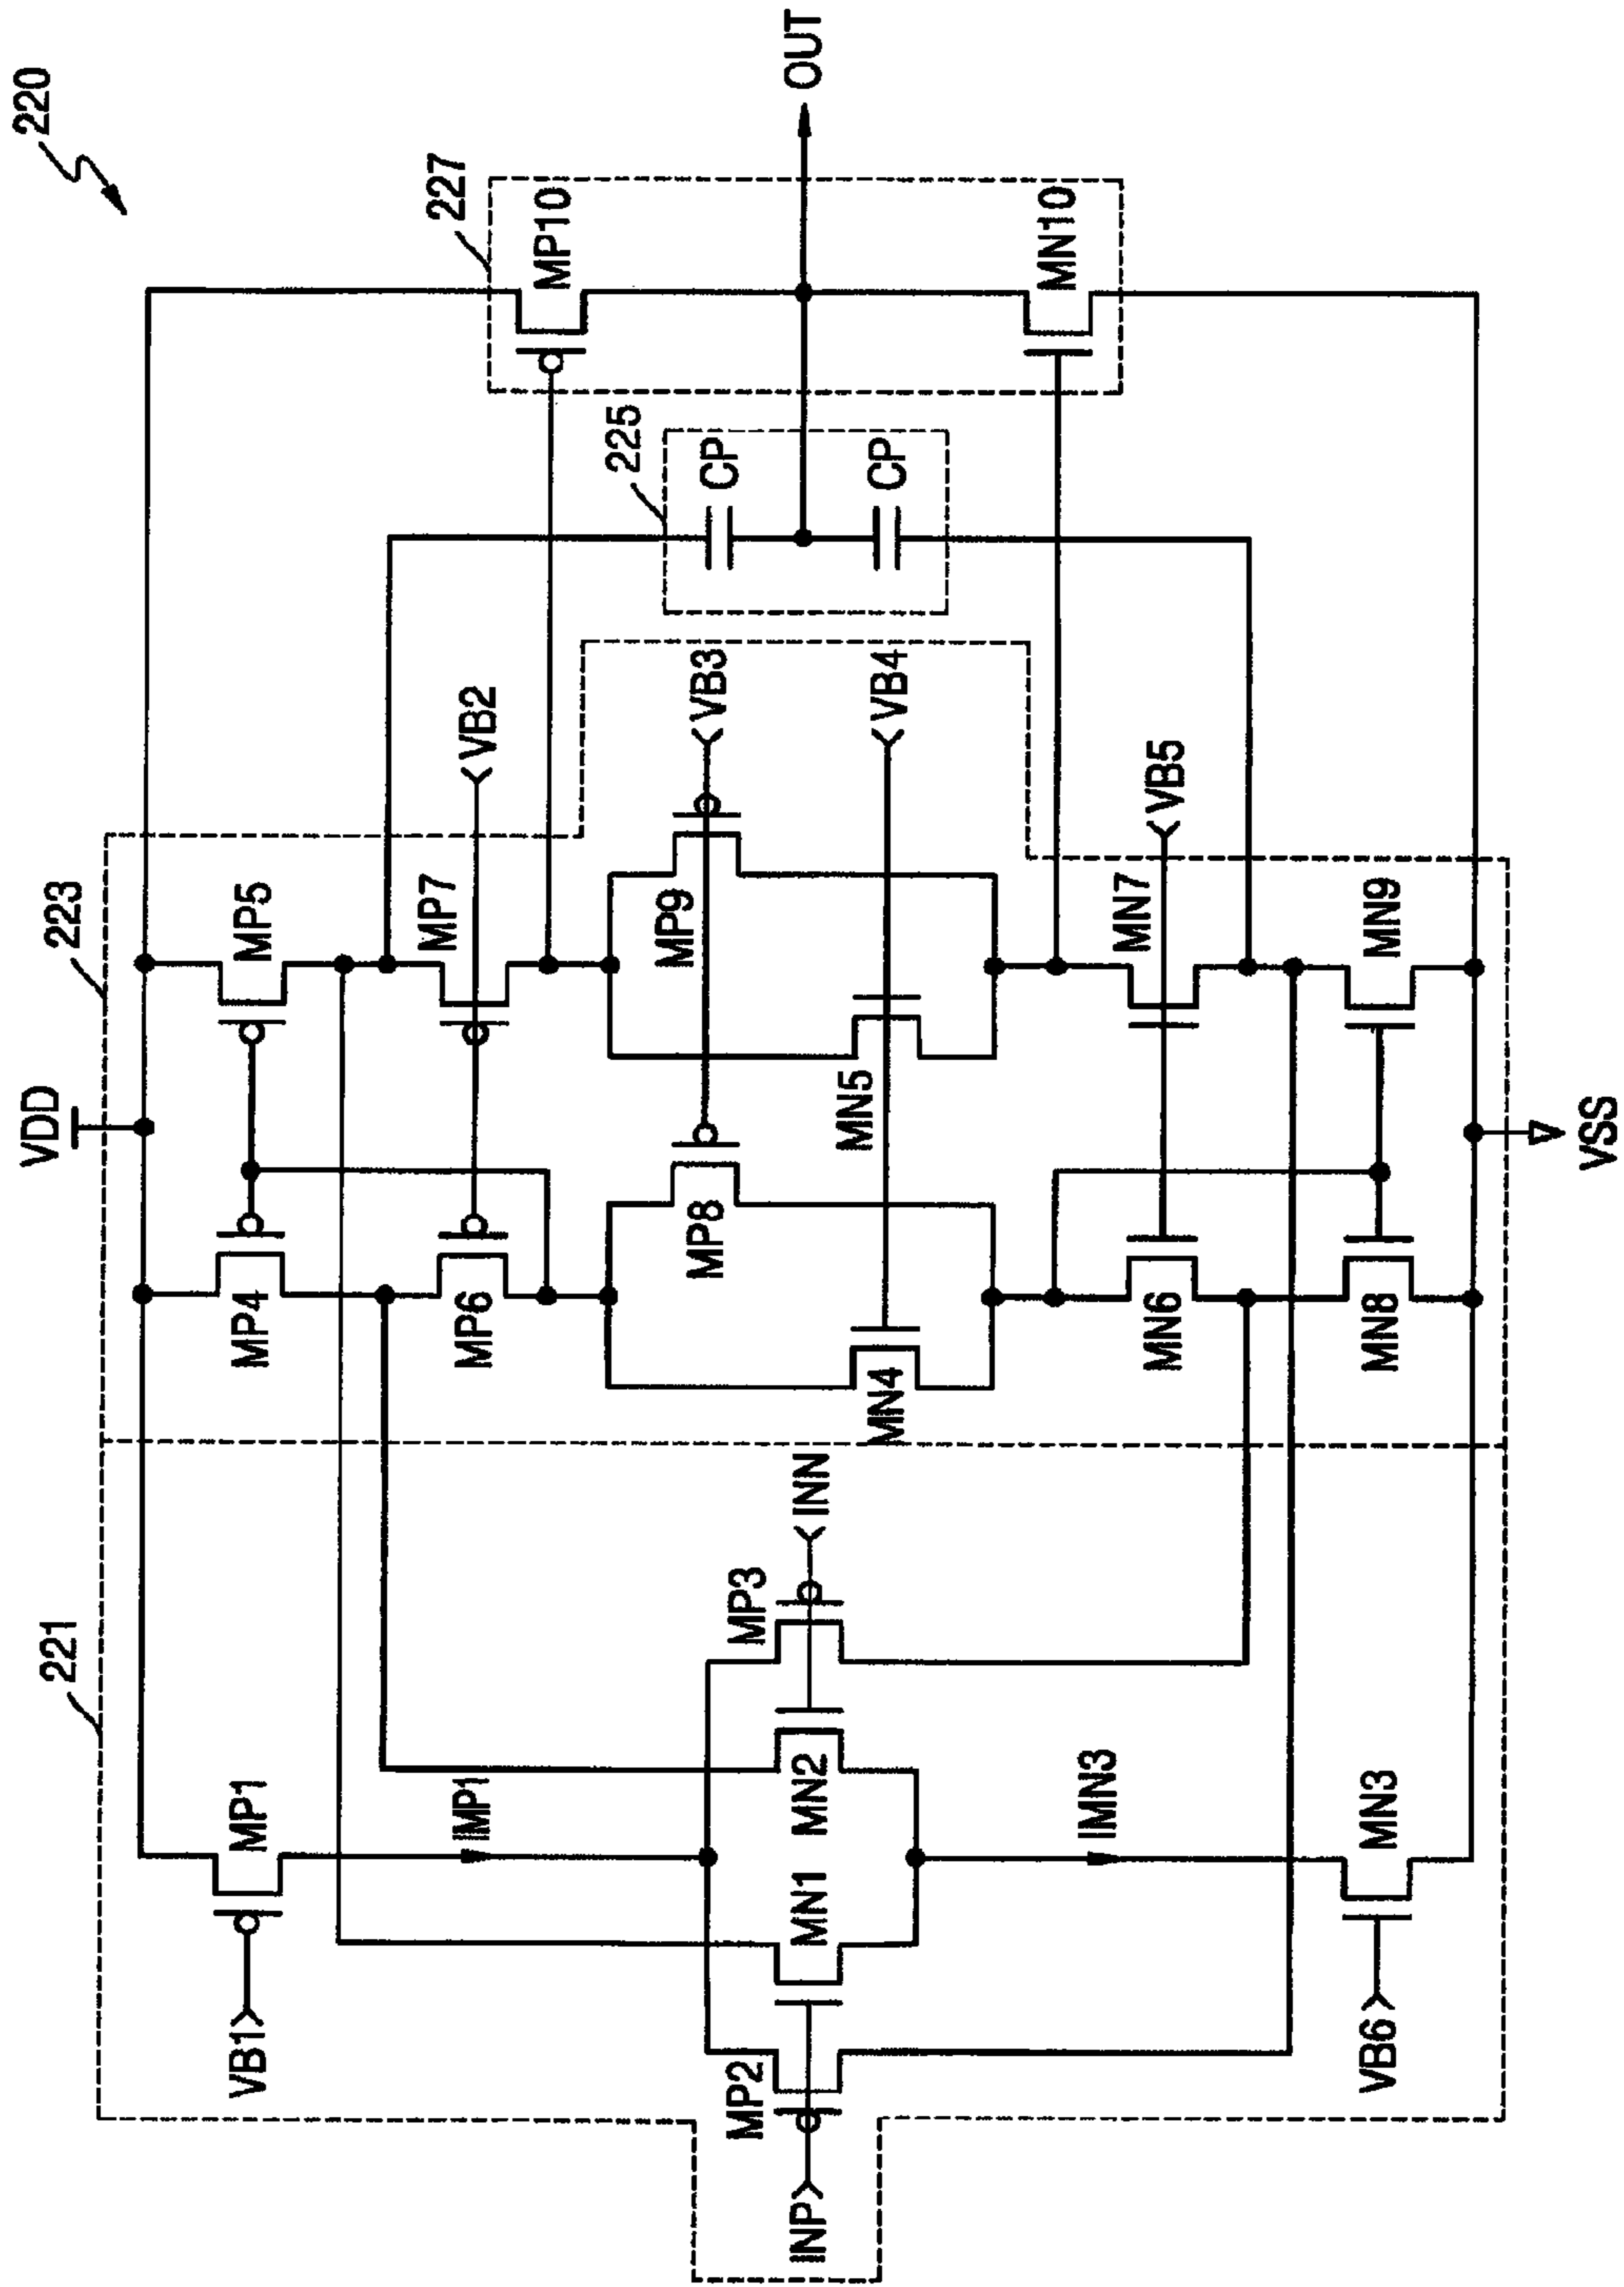 220
221
223
225
227
VDD
VSS
VB1>
MP1
IMP1
INP>
MP2
MN1
MN2
MP3
<INN
IMN3
VB6>
MN3
MP4
MP5
MP6
MP7
<VB2
MP8
MP9
<VB3
MN4
MN5
<VB4
MN6
MN7
<VB5
MN8
MN9
CP
CP
MP10
MN10
OUT